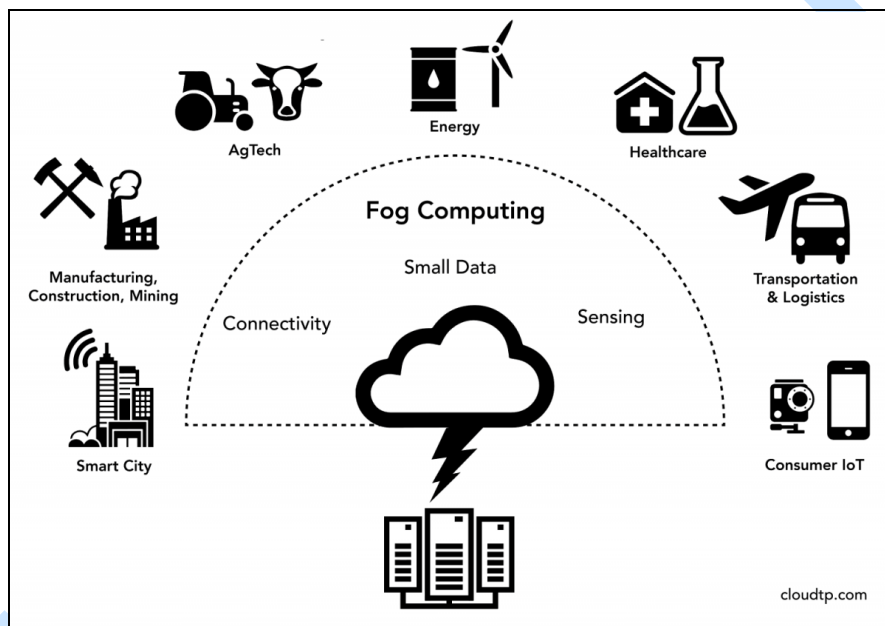 AgTech
Energy
Healthcare
Manufacturing,
Construction, Mining
Fog Computing
Small Data
Connectivity
Sensing
Transportation
& Logistics
Smart City
Consumer IoT
cloudtp.com